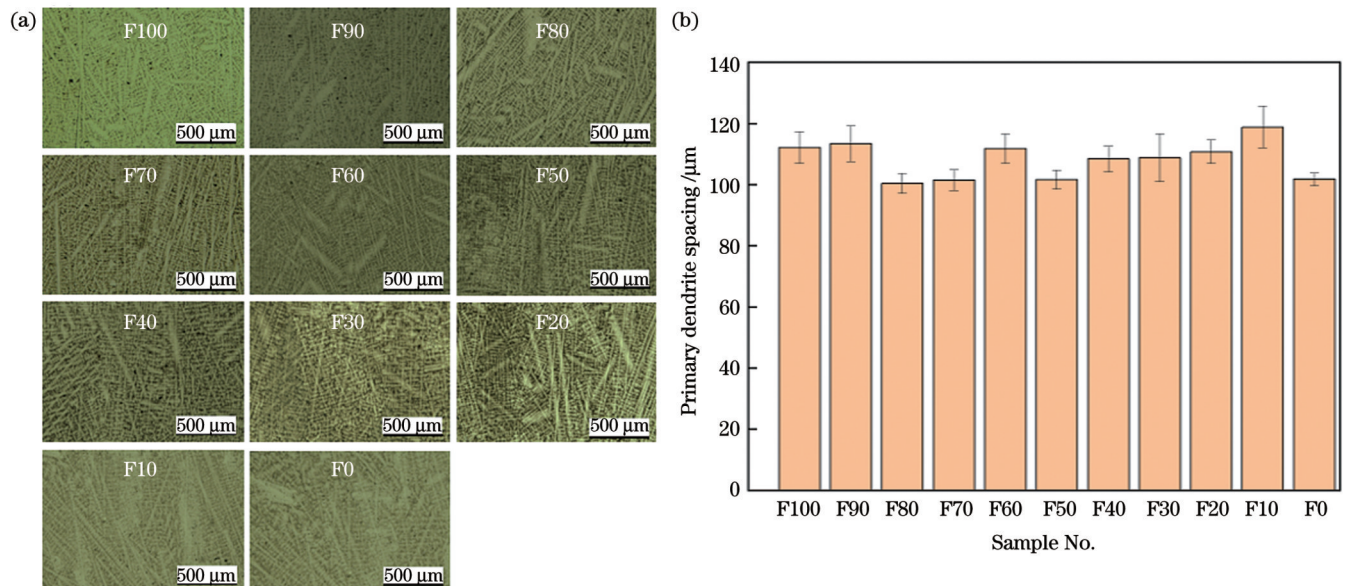 (a)
F100
500 μm
F90
500 μm
F80
500 μm
F70
500 μm
F60
500 μm
F50
500 μm
F40
500 μm
F30
500 μm
F20
500 μm
F10
500 μm
F0
500 μm
(b)
Primary dendrite spacing /μm
140
120
100
80
60
40
20
0
F100 F90 F80 F70 F60 F50 F40 F30 F20 F10 F0
Sample No.